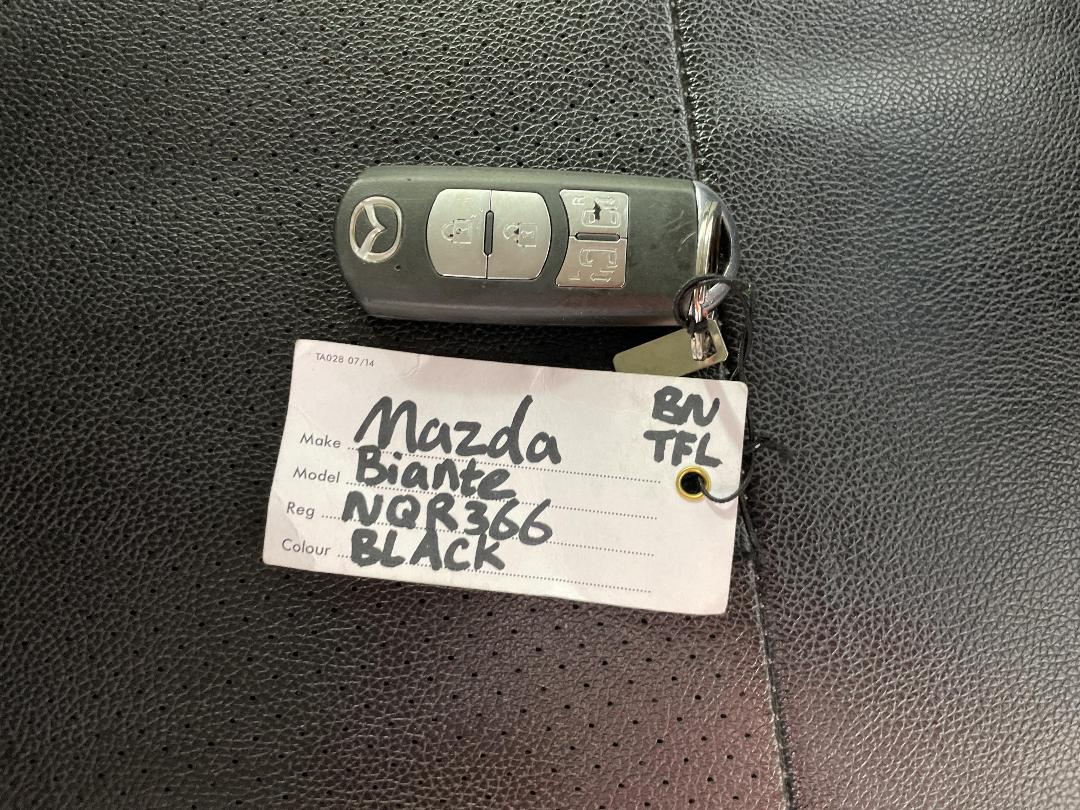 R
L
TA028 07/14
BN
TFL
Make Mazda
Model Biante
Reg NQR366
Colour BLACK